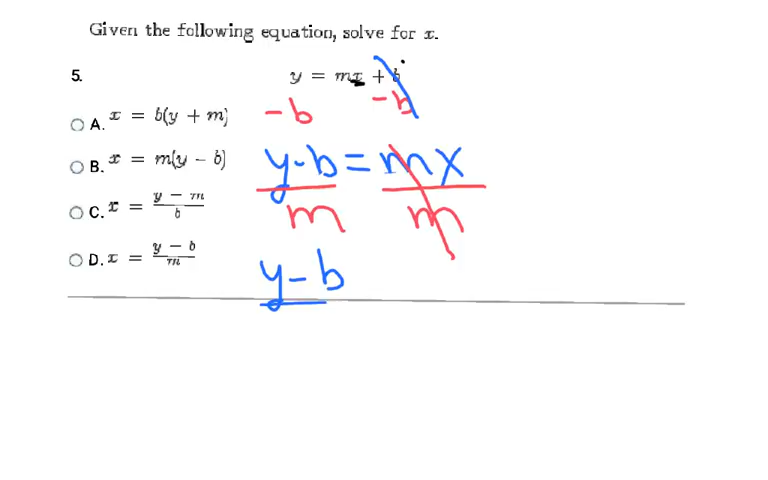 Given the following equation, solve for x.
5. y = mx + b
-b -b
A. x = b(y + m)
y-b = mx
B. x = m(y − b)
m m
C. x = y − m / b
D. x = y − b / m
y-b